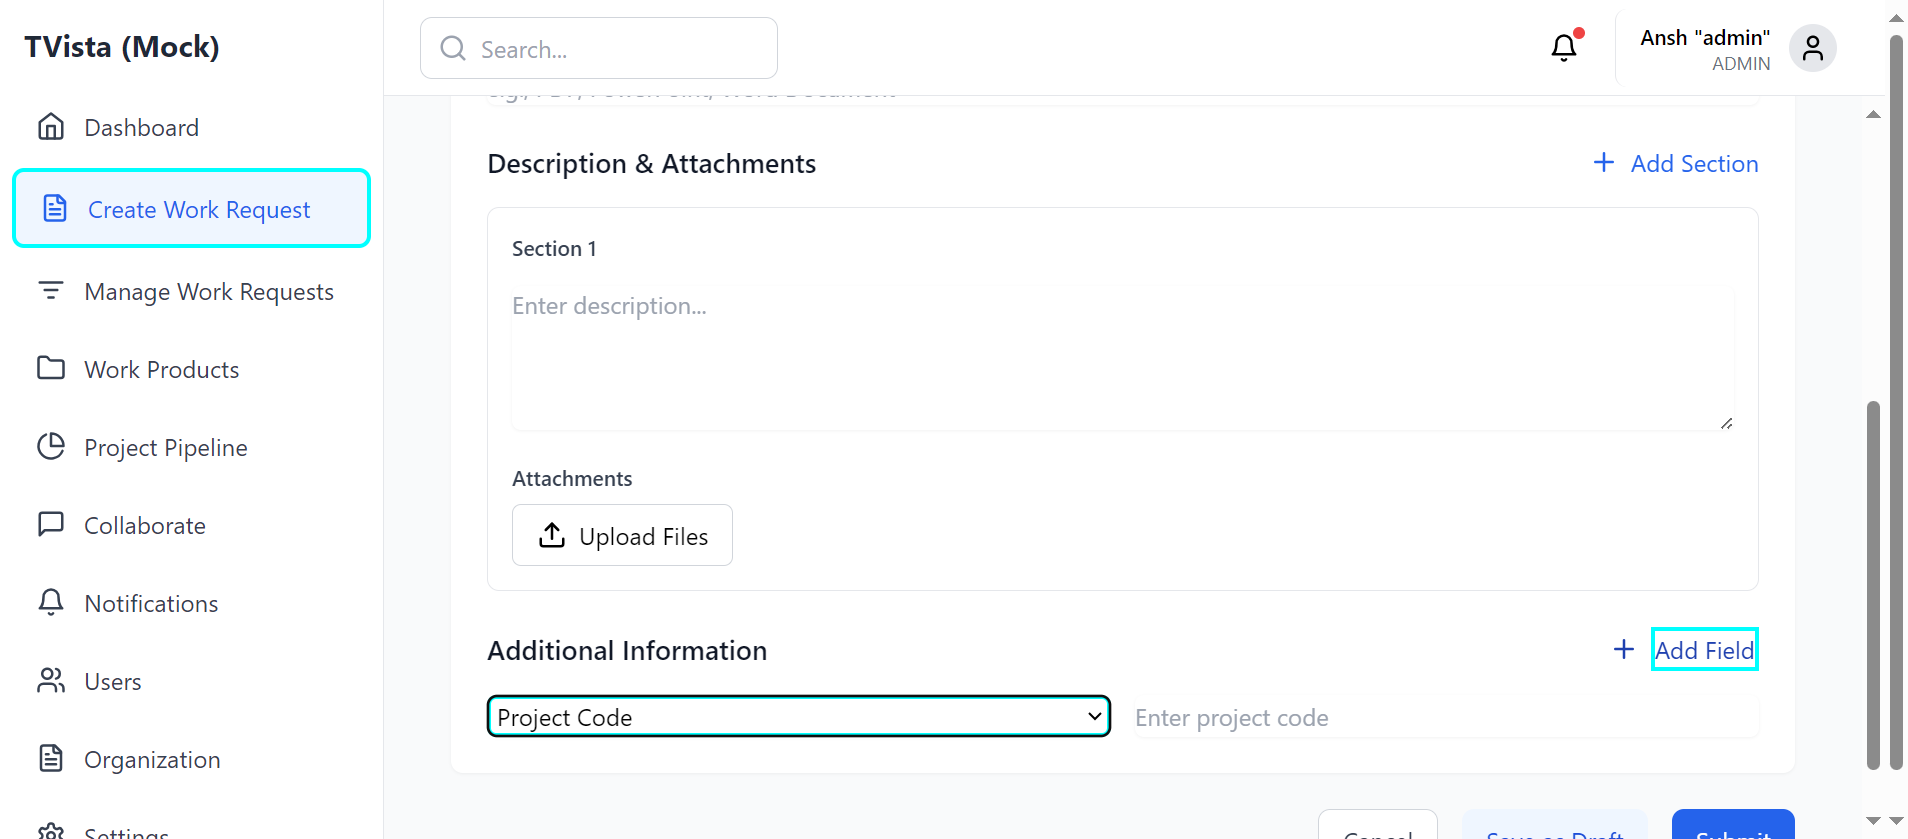 TVista (Mock)
Search...
Ansh "admin"
ADMIN
Dashboard
Create Work Request
Manage Work Requests
Work Products
Project Pipeline
Collaborate
Notifications
Users
Organization
Settings
Description & Attachments
Add Section
Section 1
Enter description...
Attachments
Upload Files
Additional Information
Add Field
Project Code
Enter project code
Cancel
Save as Draft
Submit